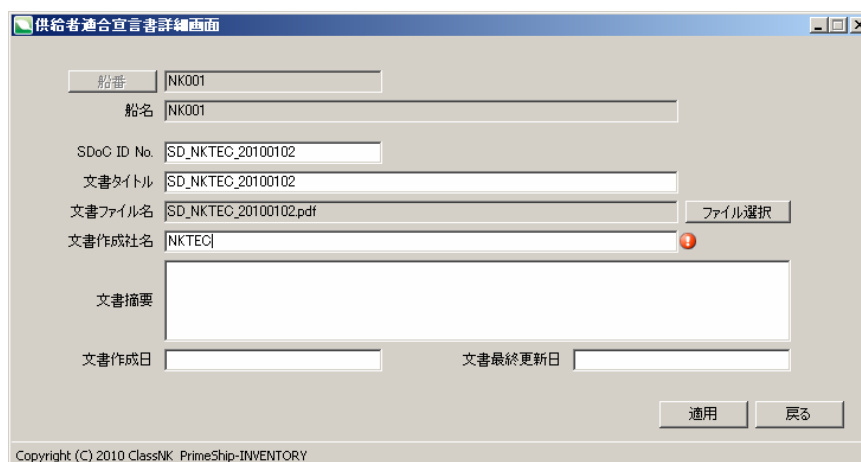 供給者適合宣言書詳細画面
船番 NK001
船名 NK001
SDoC ID No. SD_NKTEC_20100102
文書タイトル SD_NKTEC_20100102
文書ファイル名 SD_NKTEC_20100102.pdf ファイル選択
文書作成社名 NKTEC
文書摘要
文書作成日 文書最終更新日
適用 戻る
Copyright (C) 2010 ClassNK PrimeShip-INVENTORY